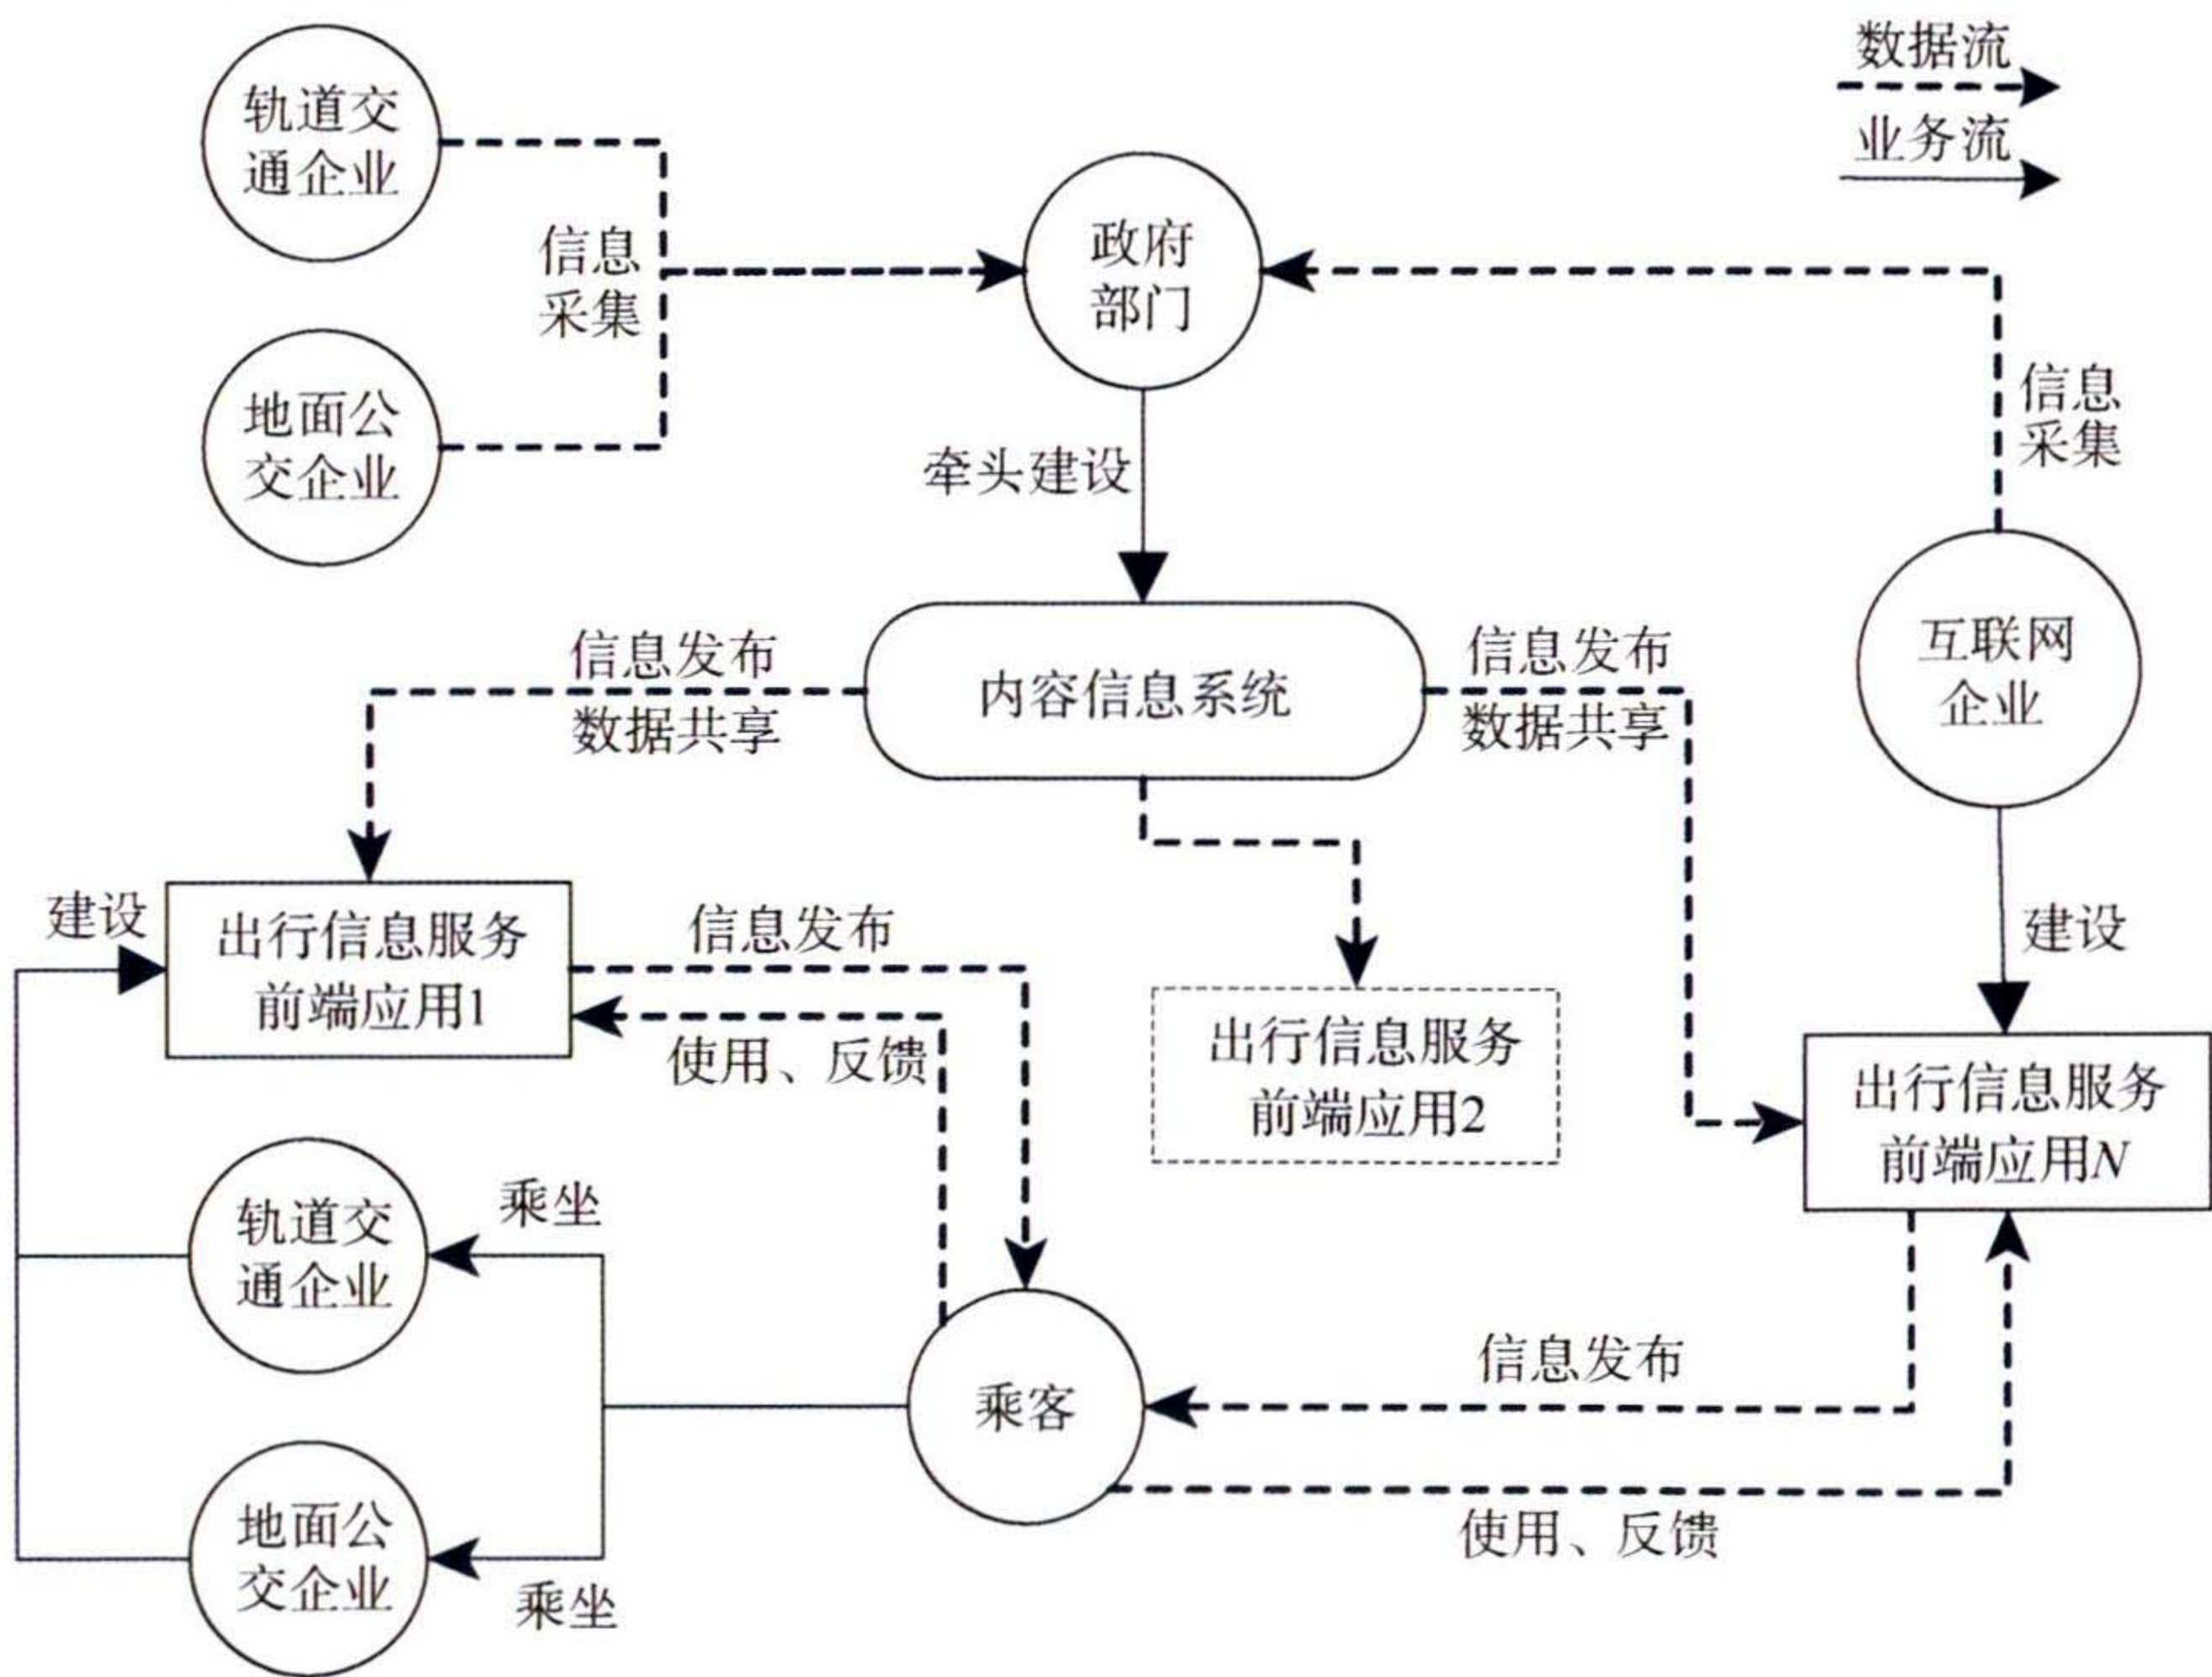 数据流
业务流
轨道交
通企业
信息
采集
地面公
交企业
政府
部门
牵头建设
信息
采集
互联网
企业
信息发布
数据共享
内容信息系统
信息发布
数据共享
建设
出行信息服务
前端应用1
信息发布
使用、反馈
出行信息服务
前端应用2
建设
出行信息服务
前端应用N
轨道交
通企业
乘坐
地面公
交企业
乘坐
乘客
信息发布
使用、反馈